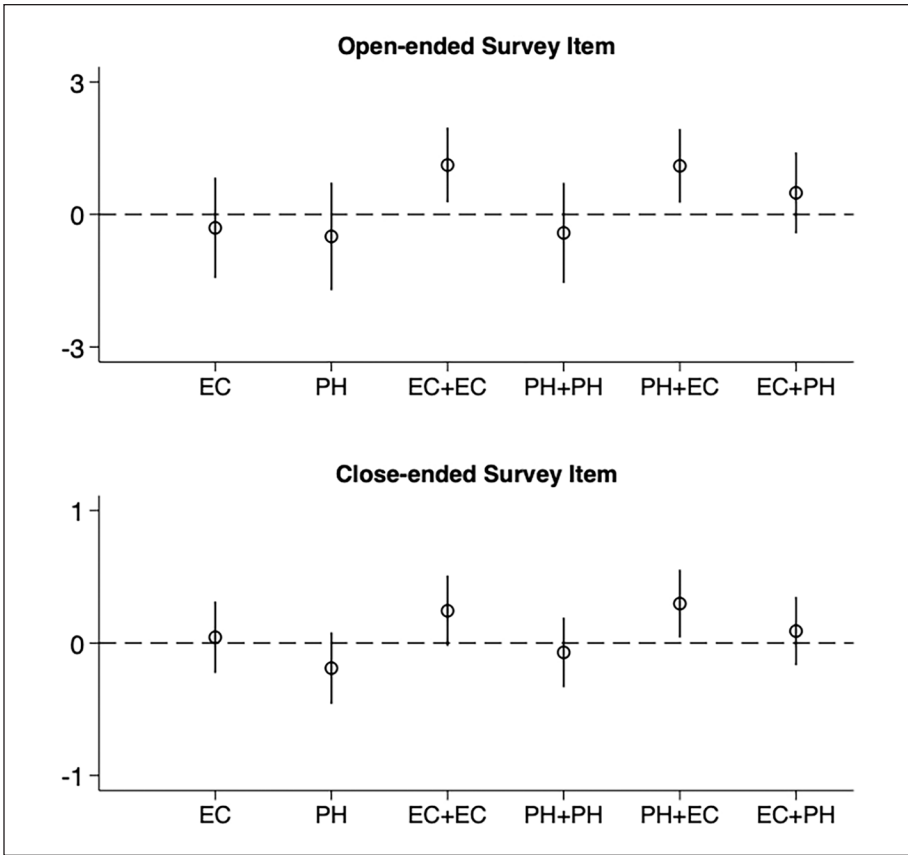 Open-ended Survey Item
3
0
-3
EC PH EC+EC PH+PH PH+EC EC+PH
Close-ended Survey Item
1
0
-1
EC PH EC+EC PH+PH PH+EC EC+PH